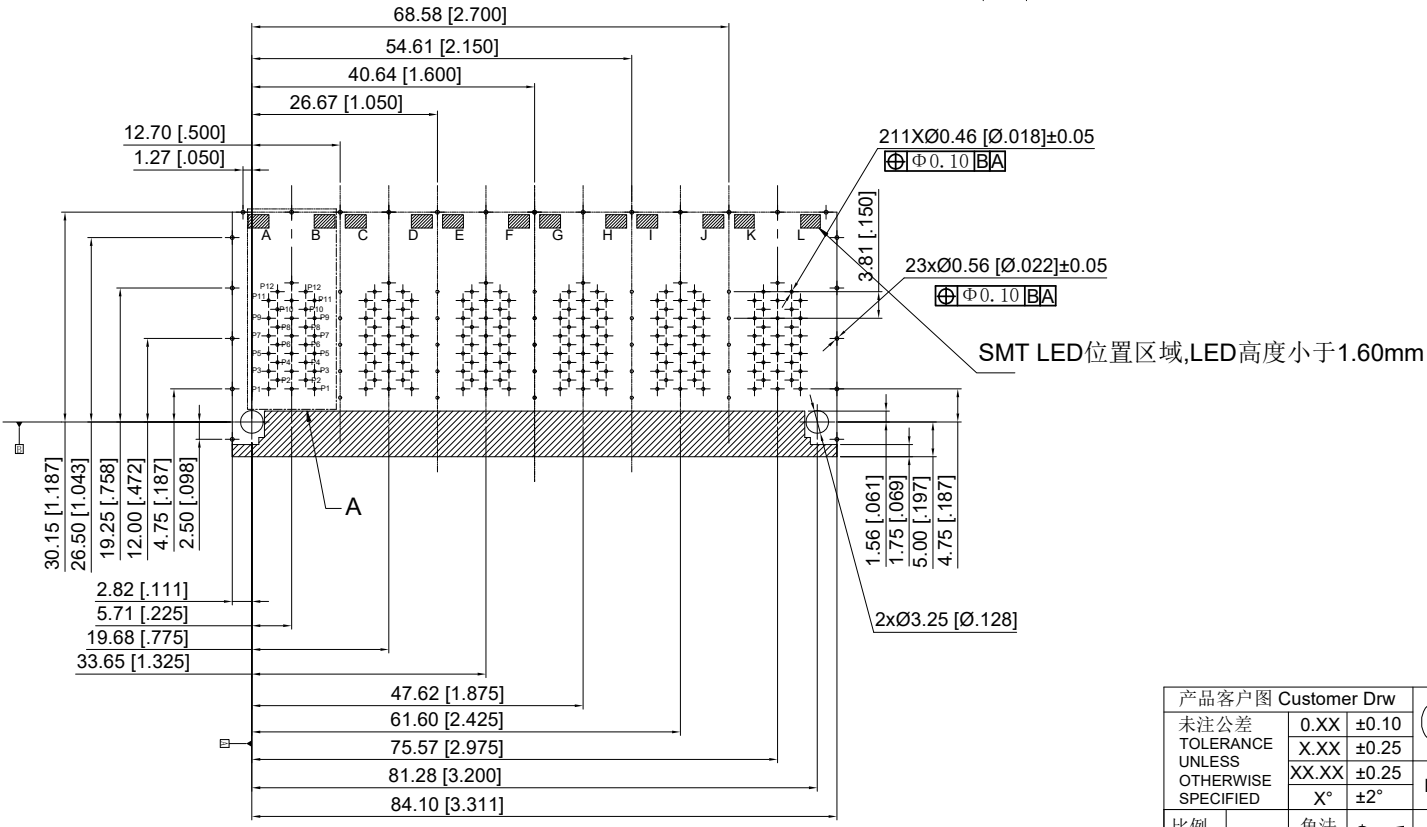 68.58 [2.700]
54.61 [2.150]
40.64 [1.600]
26.67 [1.050]
12.70 [.500]
1.27 [.050]
211XØ0.46 [Ø.018]±0.05
Φ0.10 B A
3.81 [.150]
23xØ0.56 [Ø.022]±0.05
Φ0.10 B A
SMT LED位置区域,LED高度小于1.60mm
A B C D E F G H I J K L
P12 P12
P11 P11
P10 P10
P9 P9
P8 P8
P7 P7
P6 P6
P5 P5
P4 P4
P3 P3
P2 P2
P1 P1
A
30.15 [1.187]
26.50 [1.043]
19.25 [.758]
12.00 [.472]
4.75 [.187]
2.50 [.098]
1.56 [.061]
1.75 [.069]
5.00 [.197]
4.75 [.187]
2xØ3.25 [Ø.128]
2.82 [.111]
5.71 [.225]
19.68 [.775]
33.65 [1.325]
47.62 [1.875]
61.60 [2.425]
75.57 [2.975]
81.28 [3.200]
84.10 [3.311]
产品客户图 Customer Drw
未注公差
TOLERANCE
UNLESS
OTHERWISE
SPECIFIED
0.XX ±0.10
X.XX ±0.25
XX.XX ±0.25
X° ±2°